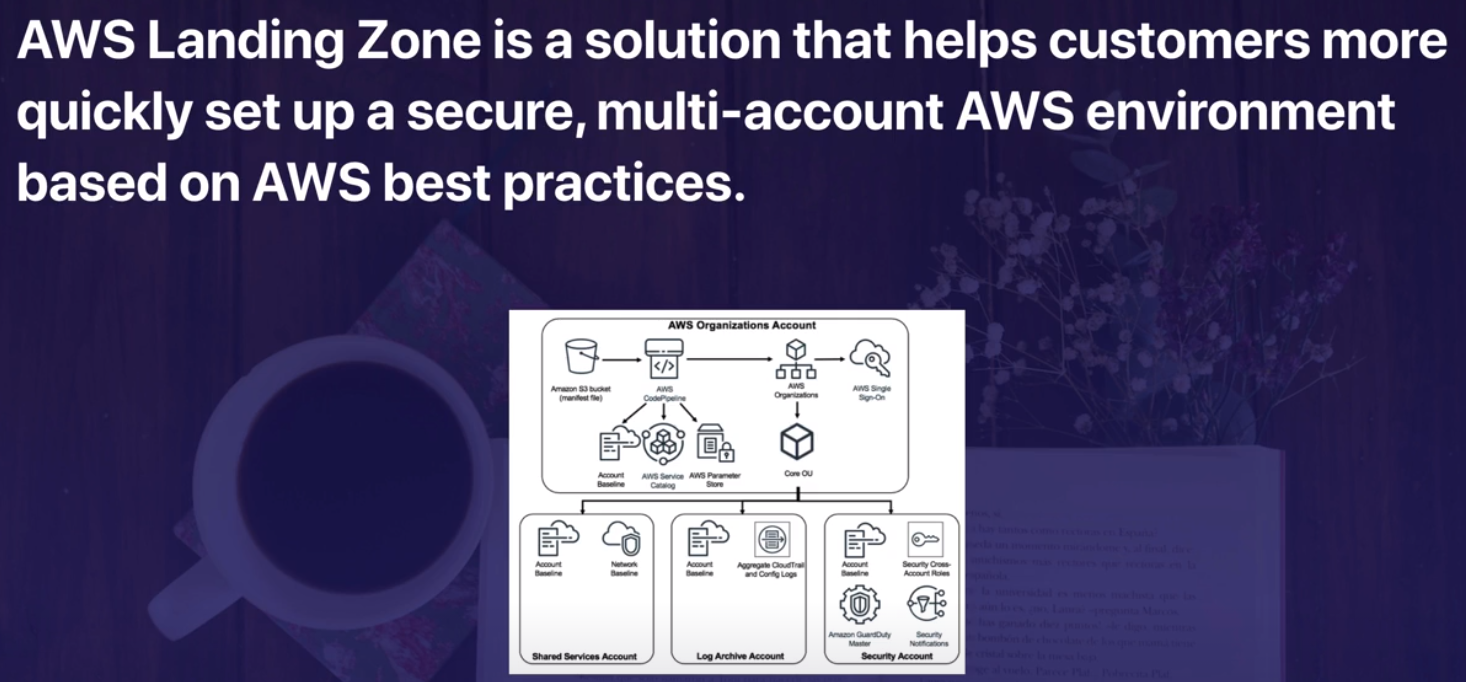 AWS Landing Zone is a solution that helps customers more
quickly set up a secure, multi-account AWS environment
based on AWS best practices.
AWS Organizations Account
Amazon S3 bucket
(manifest file)
AWS
CodePipeline
AWS
Organizations
AWS Single
Sign-On
Account
Baseline
AWS Service
Catalog
AWS Parameter
Store
Core OU
Account
Baseline
Network
Baseline
Shared Services Account
Account
Baseline
Aggregate CloudTrail
and Config Logs
Log Archive Account
Account
Baseline
Security Cross-
Account Roles
Amazon GuardDuty
Master
Security
Notifications
Security Account